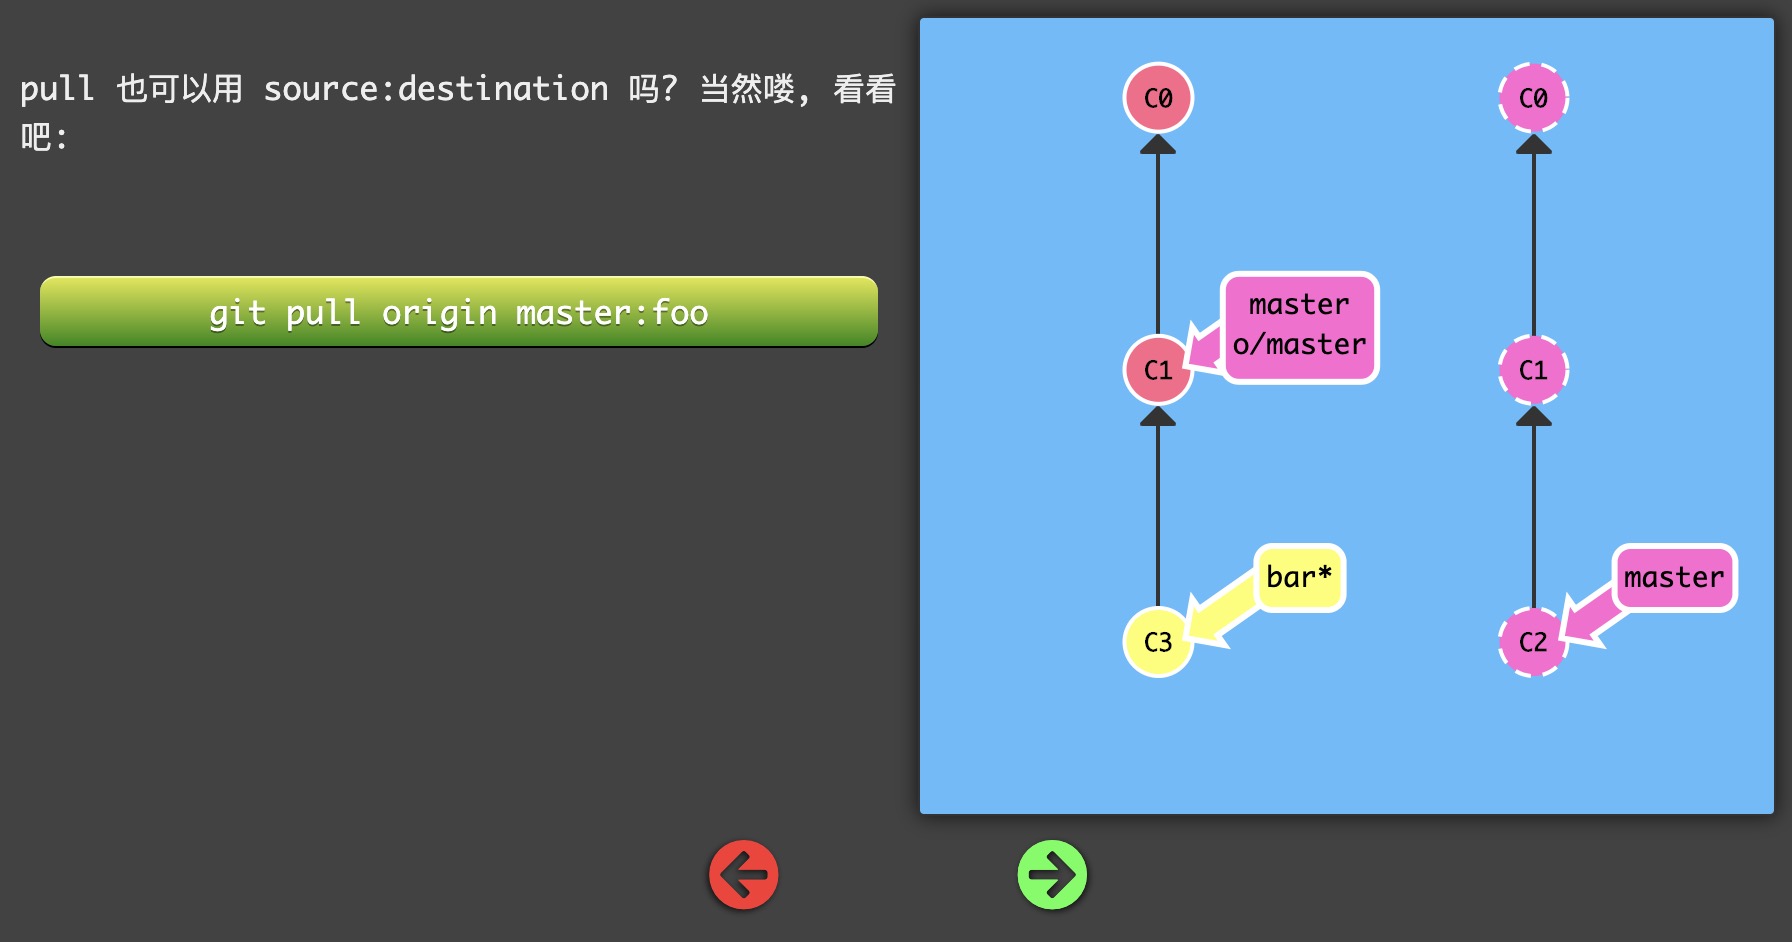 pull 也可以用 source:destination 吗? 当然喽, 看看
吧:
git pull origin master:foo
C0
C0
master
o/master
C1
C1
bar*
master
C3
C2